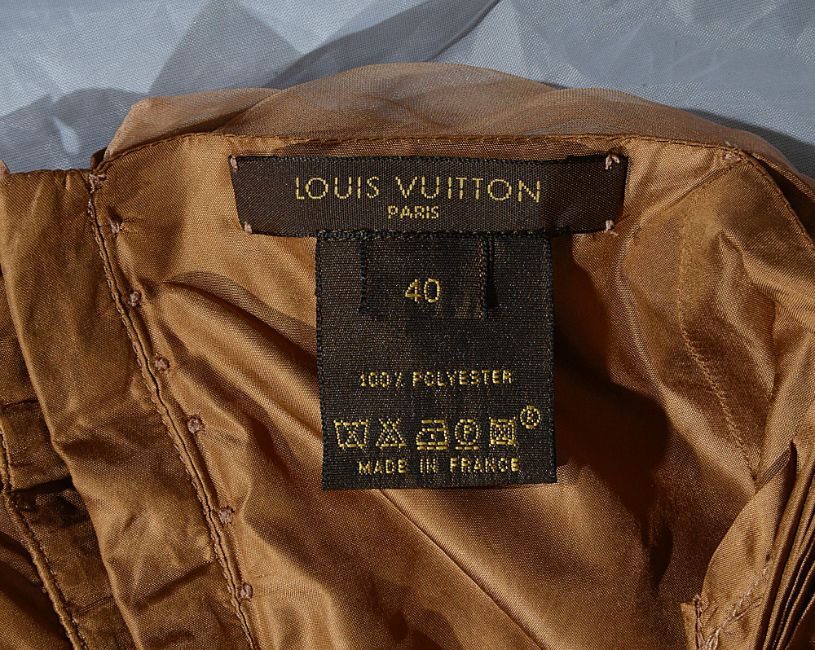 LOUIS VUITTON
PARIS
40
100% POLYESTER
P ®
MADE IN FRANCE